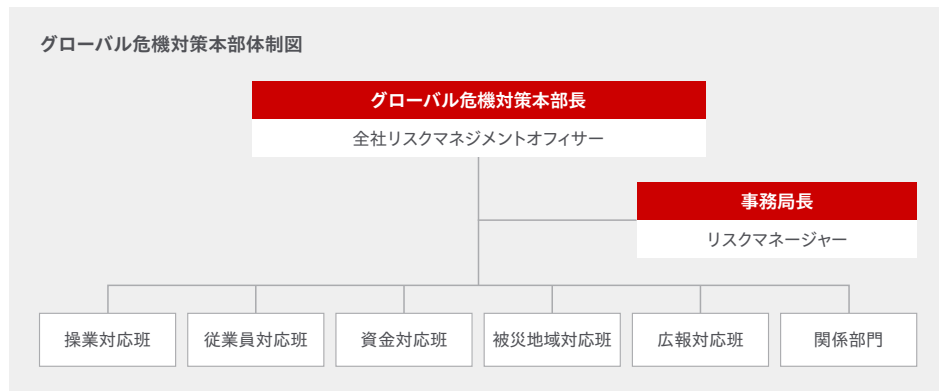 グローバル危機対策本部体制図
グローバル危機対策本部長
全社リスクマネジメントオフィサー
事務局長
リスクマネージャー
操業対応班
従業員対応班
資金対応班
被災地域対応班
広報対応班
関係部門